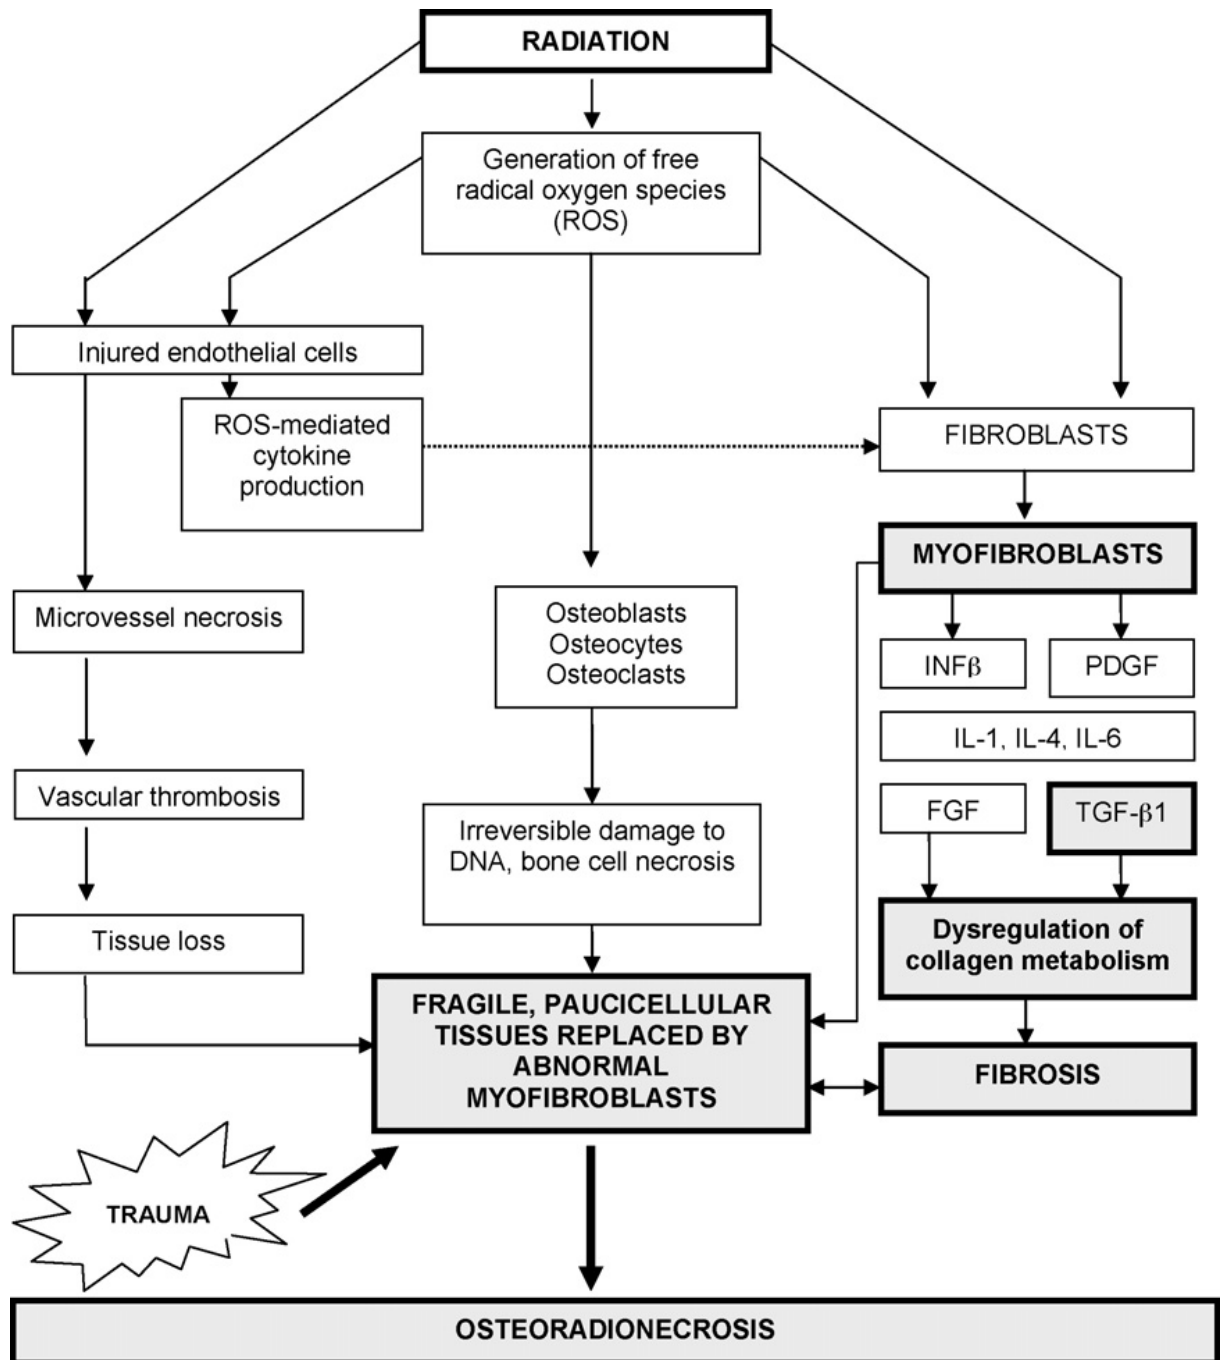 RADIATION
Generation of free
radical oxygen species
(ROS)
Injured endothelial cells
ROS-mediated
cytokine
production
FIBROBLASTS
MYOFIBROBLASTS
Microvessel necrosis
Osteoblasts
Osteocytes
Osteoclasts
INFβ
PDGF
IL-1, IL-4, IL-6
Vascular thrombosis
FGF
TGF-β1
Irreversible damage to
DNA, bone cell necrosis
Tissue loss
Dysregulation of
collagen metabolism
FRAGILE, PAUCICELLULAR
TISSUES REPLACED BY
ABNORMAL
MYOFIBROBLASTS
FIBROSIS
TRAUMA
OSTEORADIONECROSIS